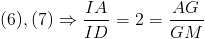 (6), (7) ⇒ IA/ID = 2 = AG/GM